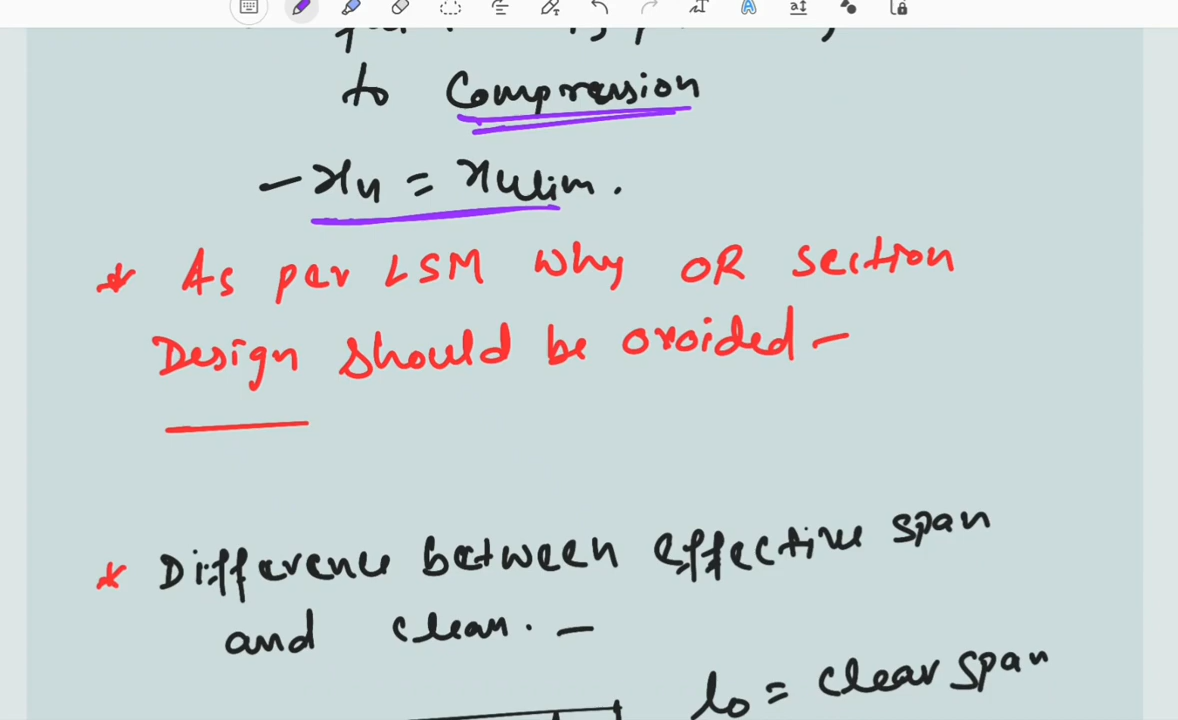 to Compression
- xu = xulim.
* As per LSM why OR section
Design should be avoided -
* Difference between effective span
and clean. -
lo = clear span